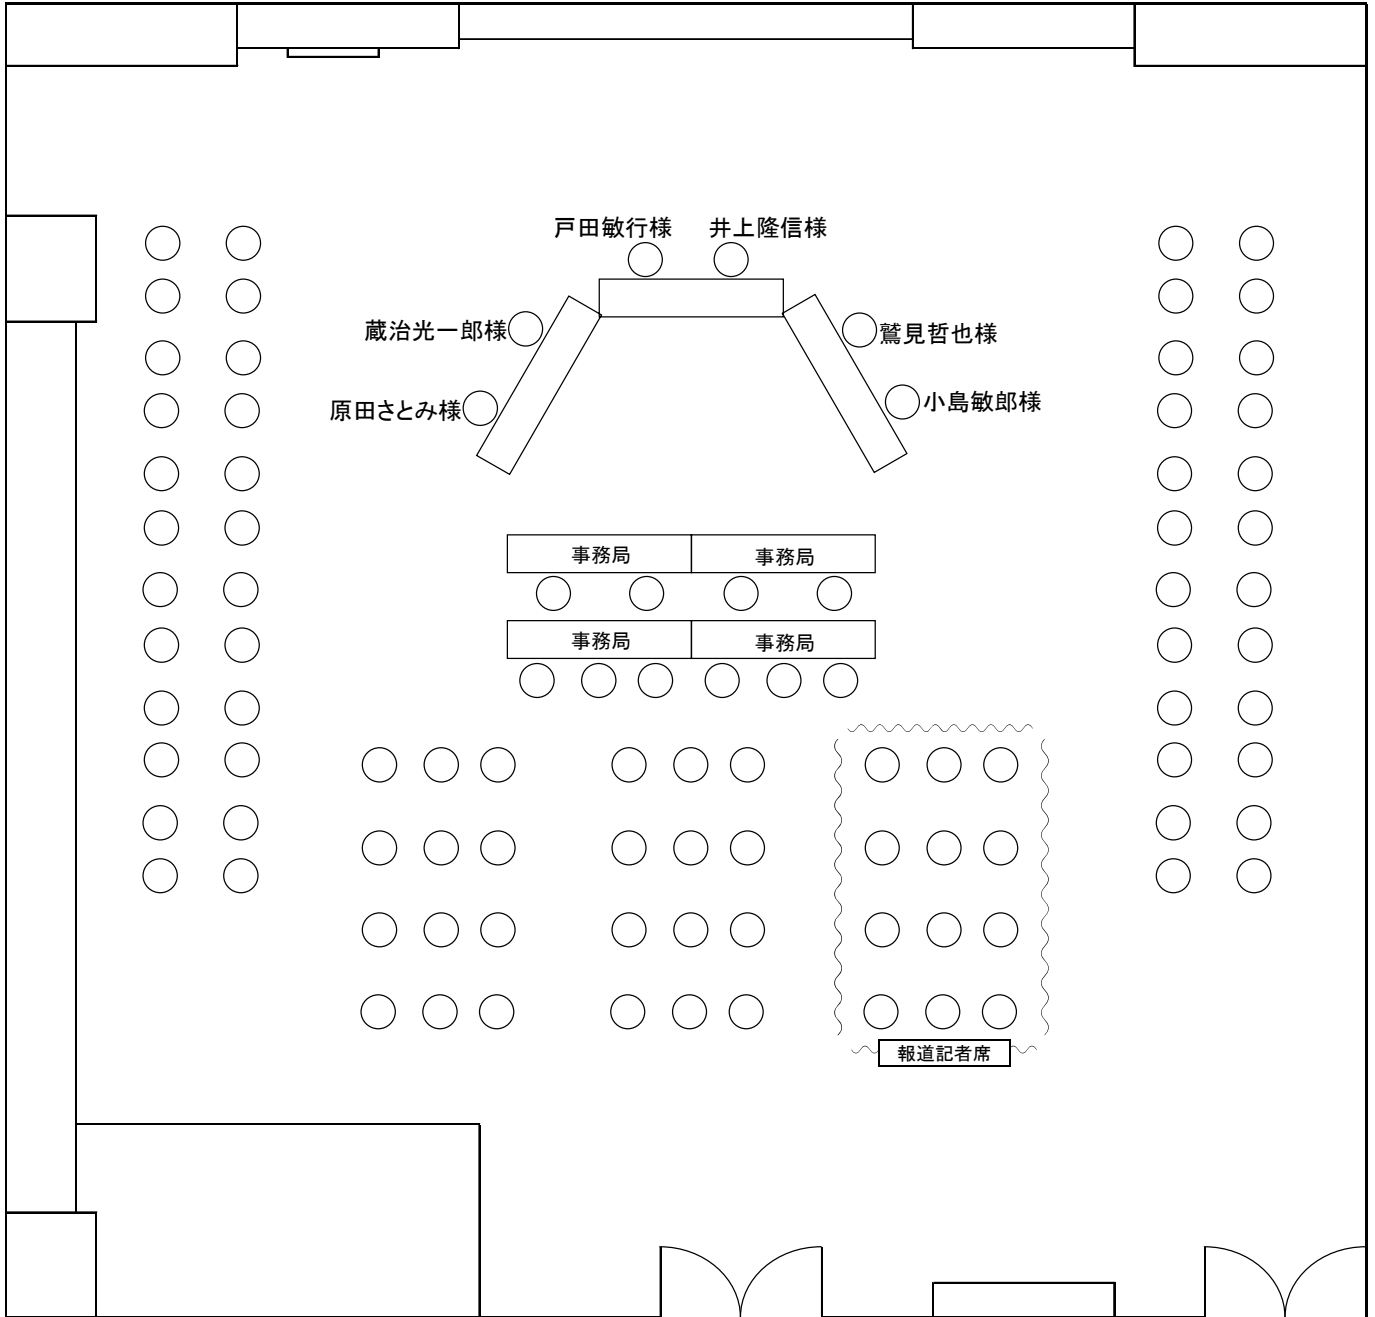 戸田敏行様
井上隆信様
蔵治光一郎様
鷲見哲也様
原田さとみ様
小島敏郎様
事務局
事務局
事務局
事務局
報道記者席